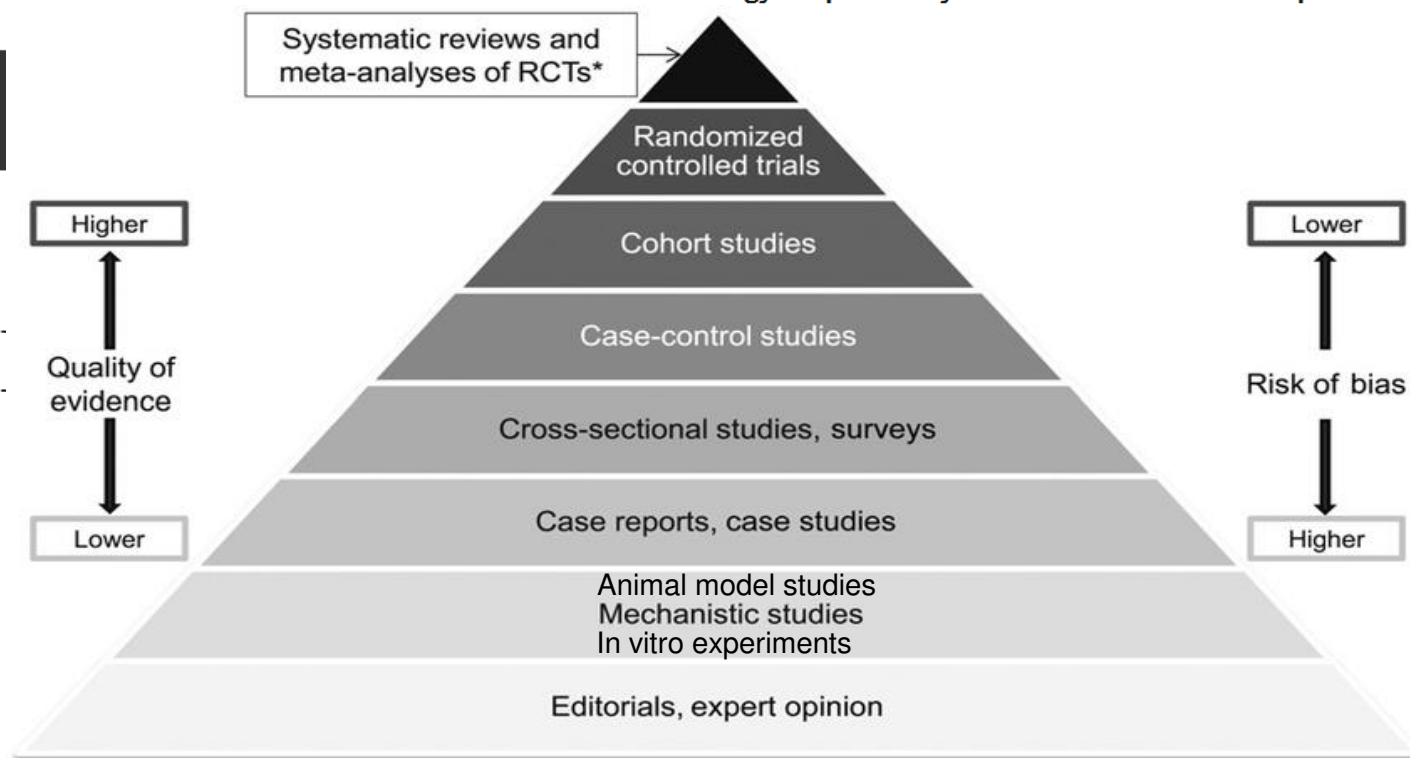 Systematic reviews and
meta-analyses of RCTs*
Randomized
controlled trials
Higher
Lower
Cohort studies
Case-control studies
Quality of
evidence
Risk of bias
Cross-sectional studies, surveys
Case reports, case studies
Lower
Higher
Animal model studies
Mechanistic studies
In vitro experiments
Editorials, expert opinion